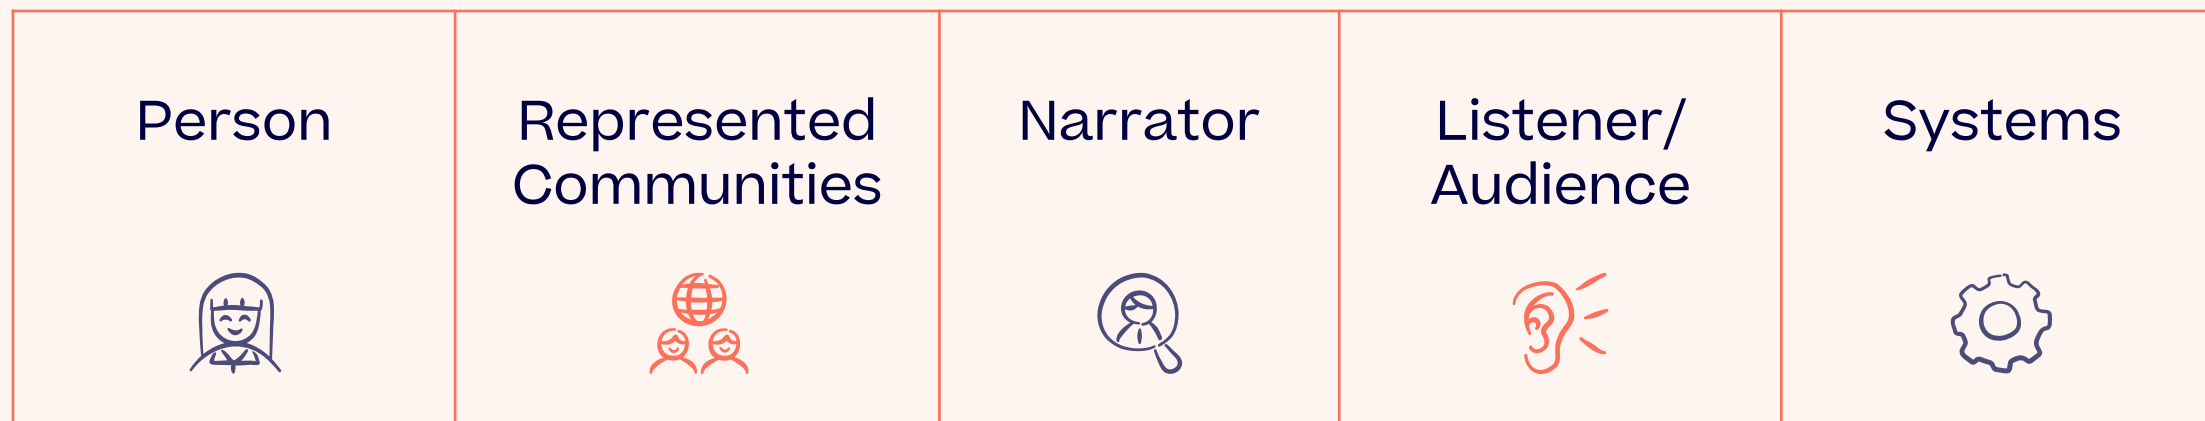 Person
Represented
Communities
Narrator
Listener/
Audience
Systems